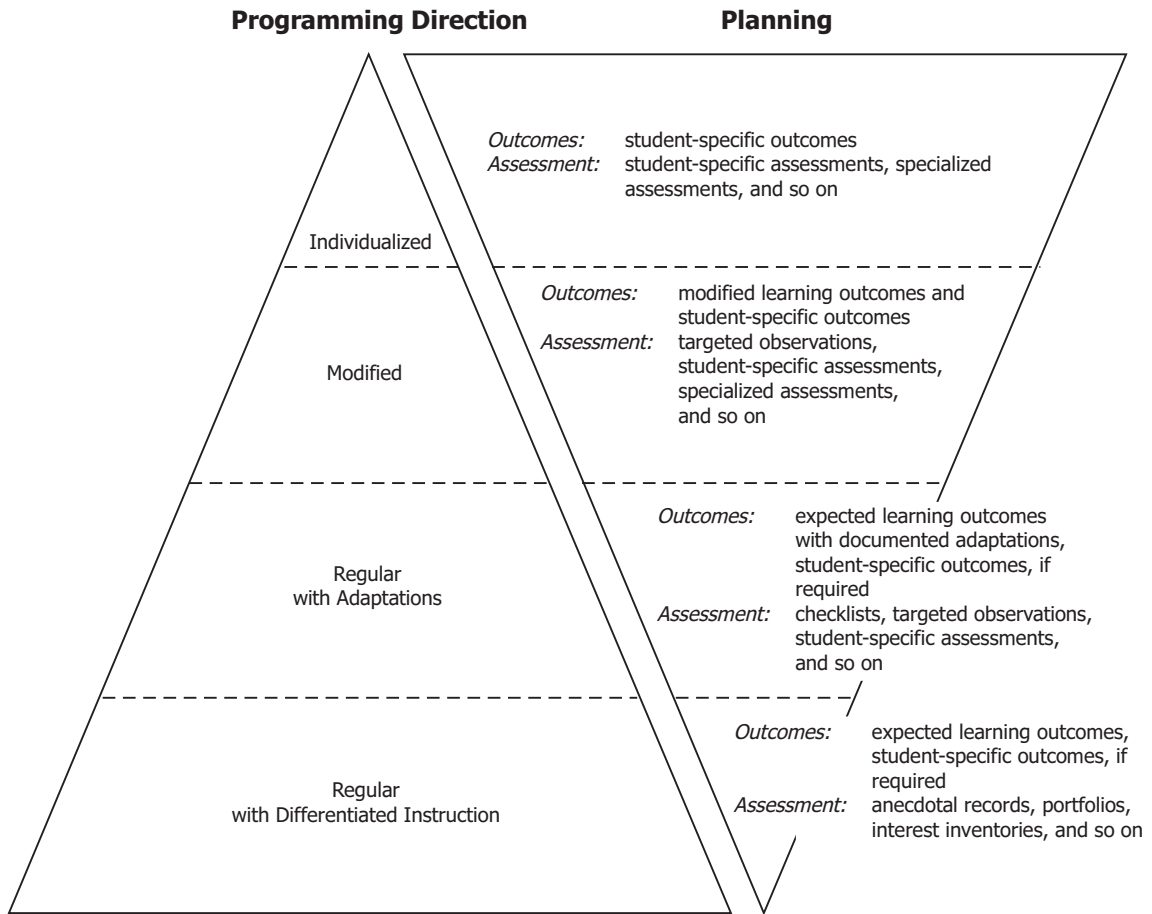 Programming Direction
Planning
Outcomes: student-specific outcomes
Assessment: student-specific assessments, specialized
assessments, and so on
Individualized
Outcomes: modified learning outcomes and
student-specific outcomes
Assessment: targeted observations,
student-specific assessments,
specialized assessments,
and so on
Modified
Outcomes: expected learning outcomes
with documented adaptations,
student-specific outcomes, if
required
Assessment: checklists, targeted observations,
student-specific assessments,
and so on
Regular
with Adaptations
Outcomes: expected learning outcomes,
student-specific outcomes, if
required
Assessment: anecdotal records, portfolios,
interest inventories, and so on
Regular
with Differentiated Instruction